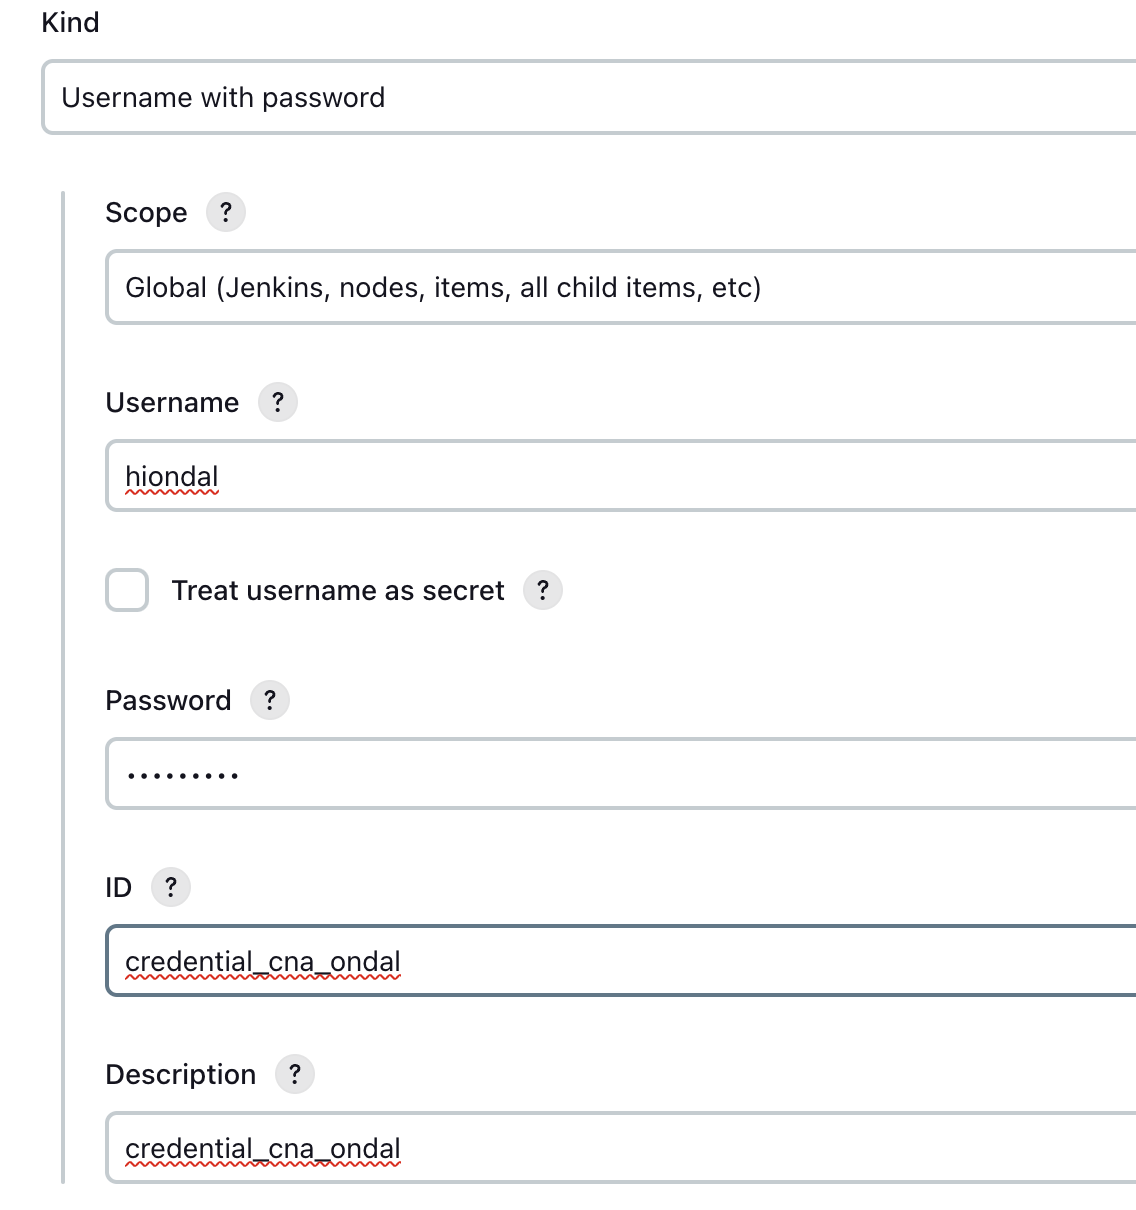 Kind
Username with password
Scope ?
Global (Jenkins, nodes, items, all child items, etc)
Username ?
hiondal
Treat username as secret ?
Password ?
•••••••••
ID ?
credential_cna_ondal
Description ?
credential_cna_ondal